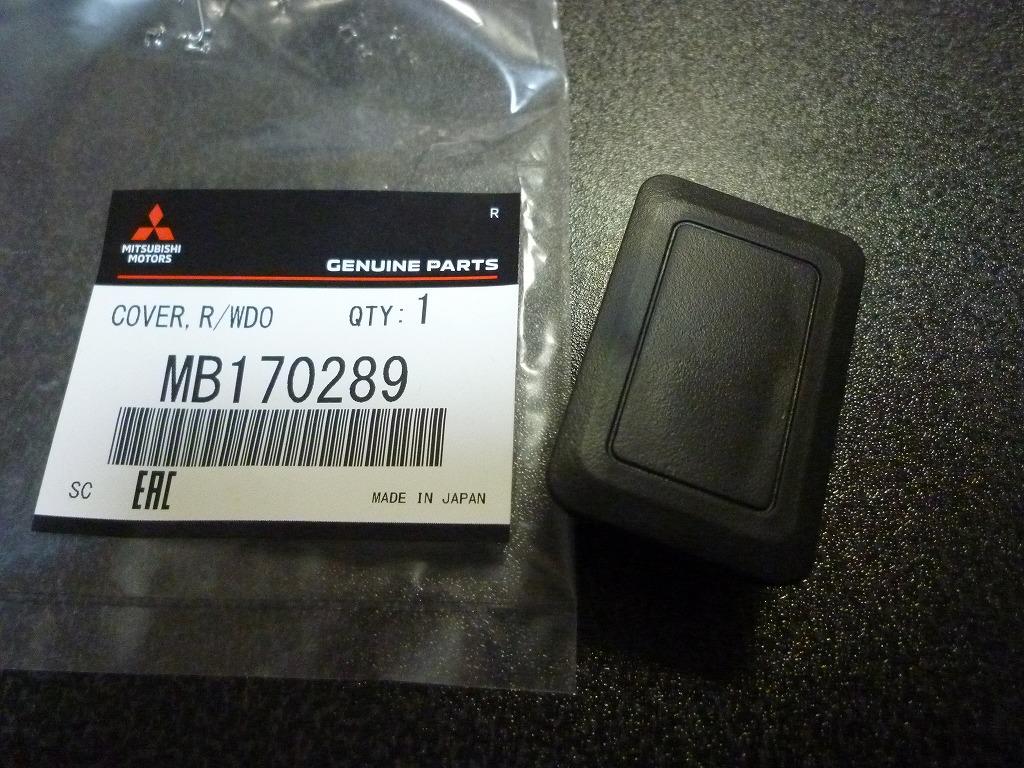 R
MITSUBISHI
MOTORS
GENUINE PARTS
COVER, R/WDO QTY: 1
MB170289
SC EAC MADE IN JAPAN